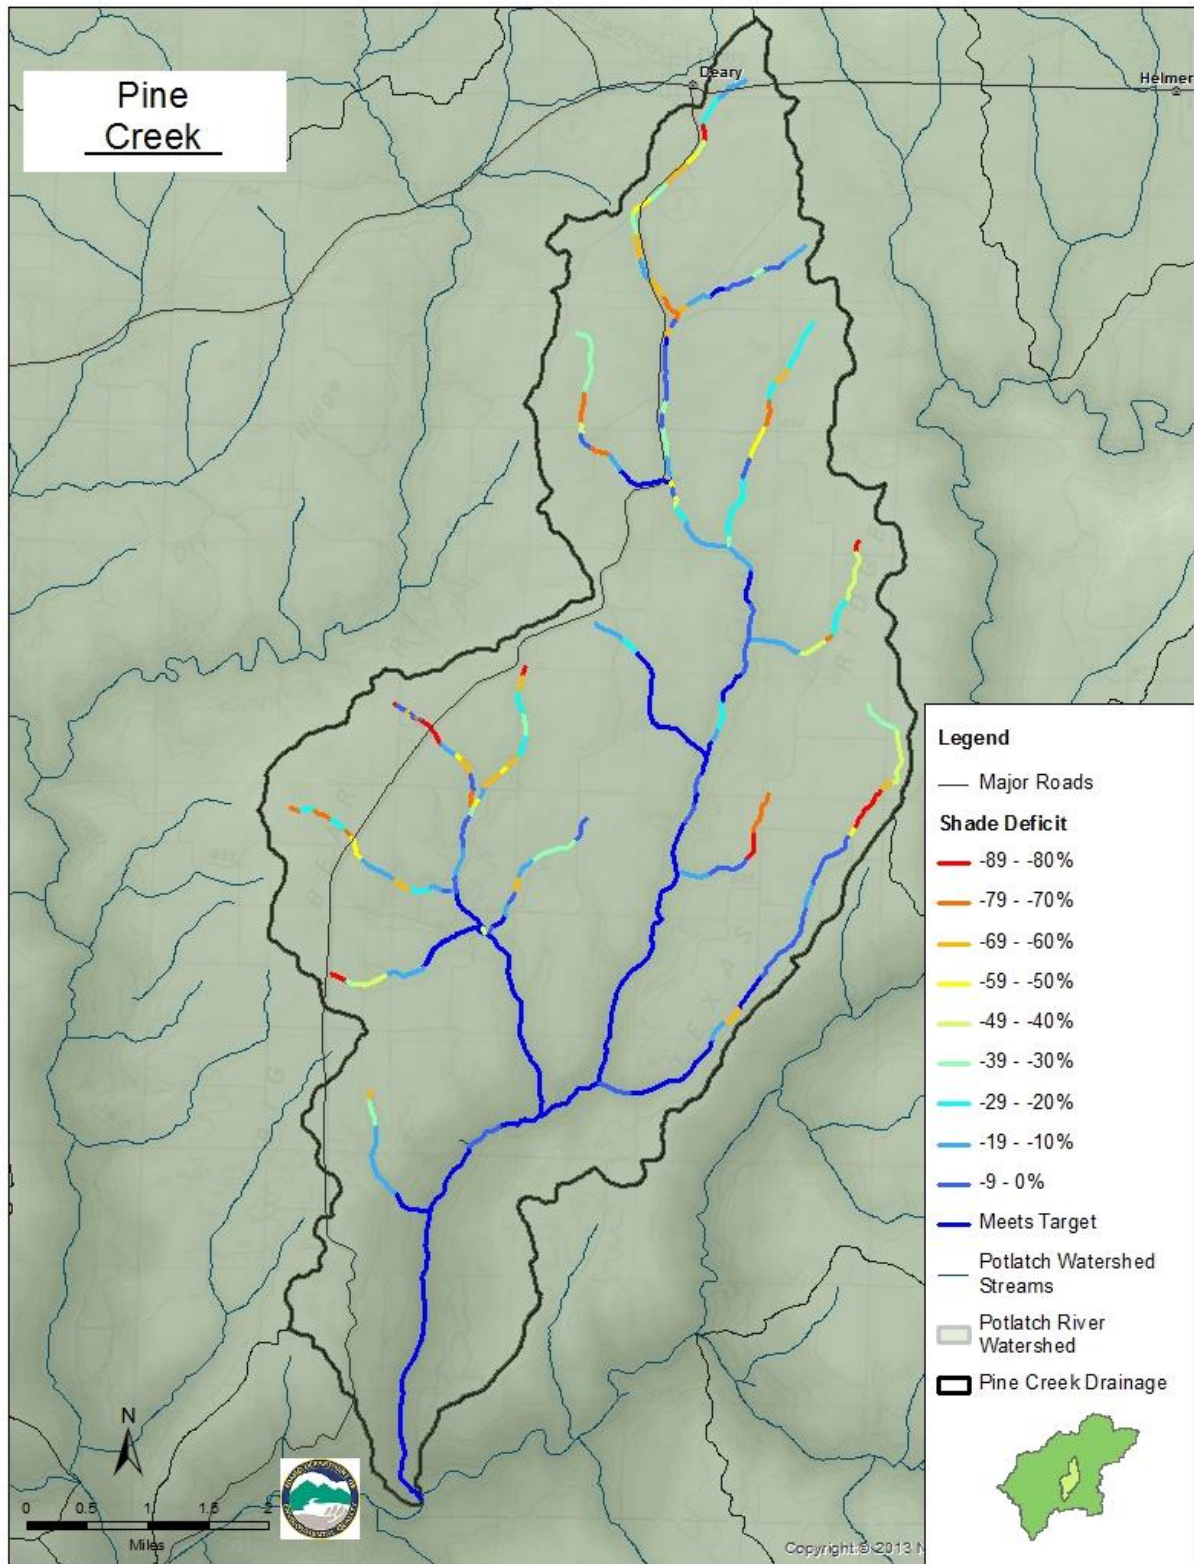 Pine
Creek
Deary
Helmer
Legend
Major Roads
Shade Deficit
-89 - -80%
-79 - -70%
-69 - -60%
-59 - -50%
-49 - -40%
-39 - -30%
-29 - -20%
-19 - -10%
-9 - 0%
Meets Target
Potlatch Watershed
Streams
Potlatch River
Watershed
Pine Creek Drainage
N
0 0.5 1 1.5 2
Miles
Copyright:© 2013 N